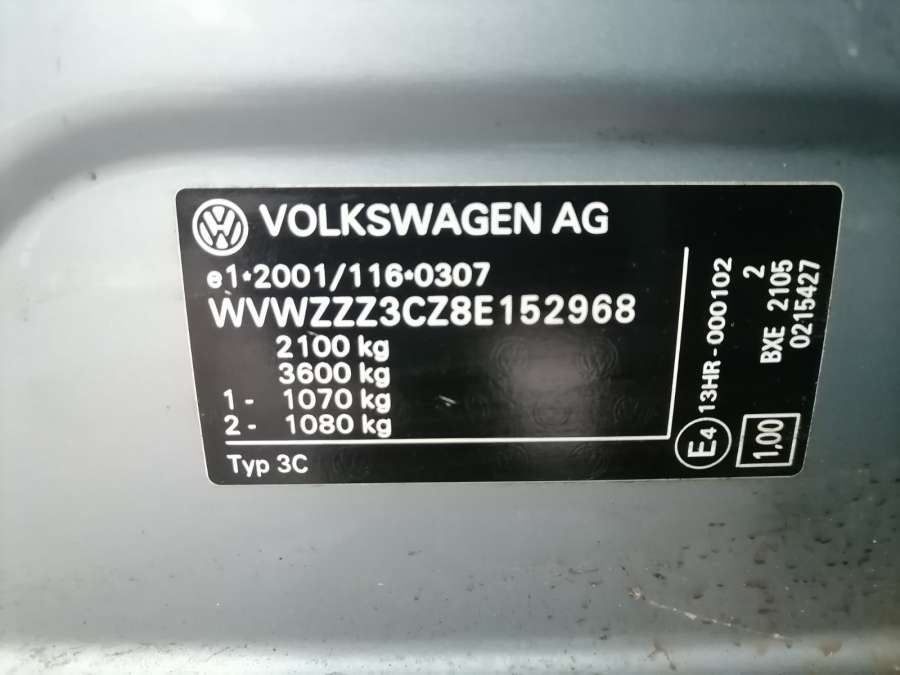 VOLKSWAGEN AG
e1*2001/116*0307
WVWZZZ3CZ8E152968
2100 kg
3600 kg
1- 1070 kg
2- 1080 kg
Typ 3C
E4 13HR-000102
2
BXE 2105
0215427
1,00